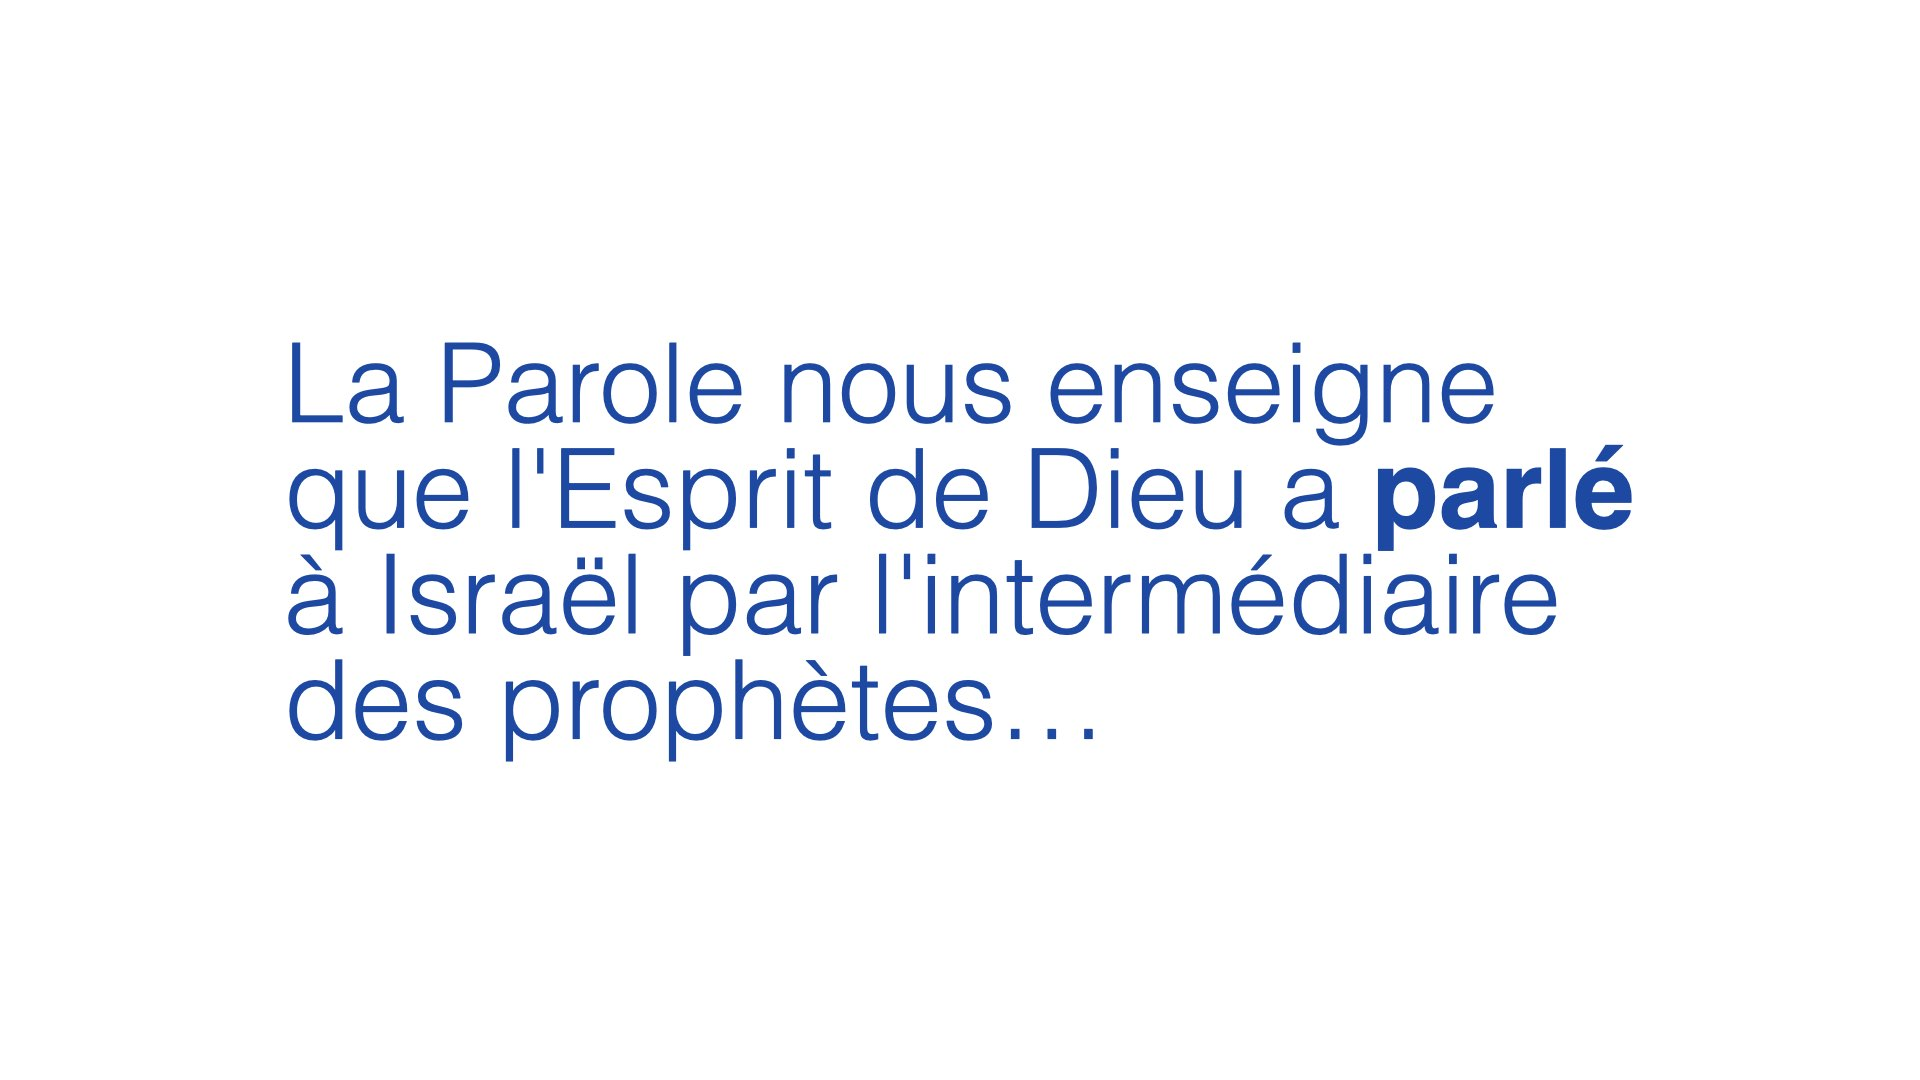 La Parole nous enseigne
que l'Esprit de Dieu a parlé
à Israël par l'intermédiaire
des prophètes…